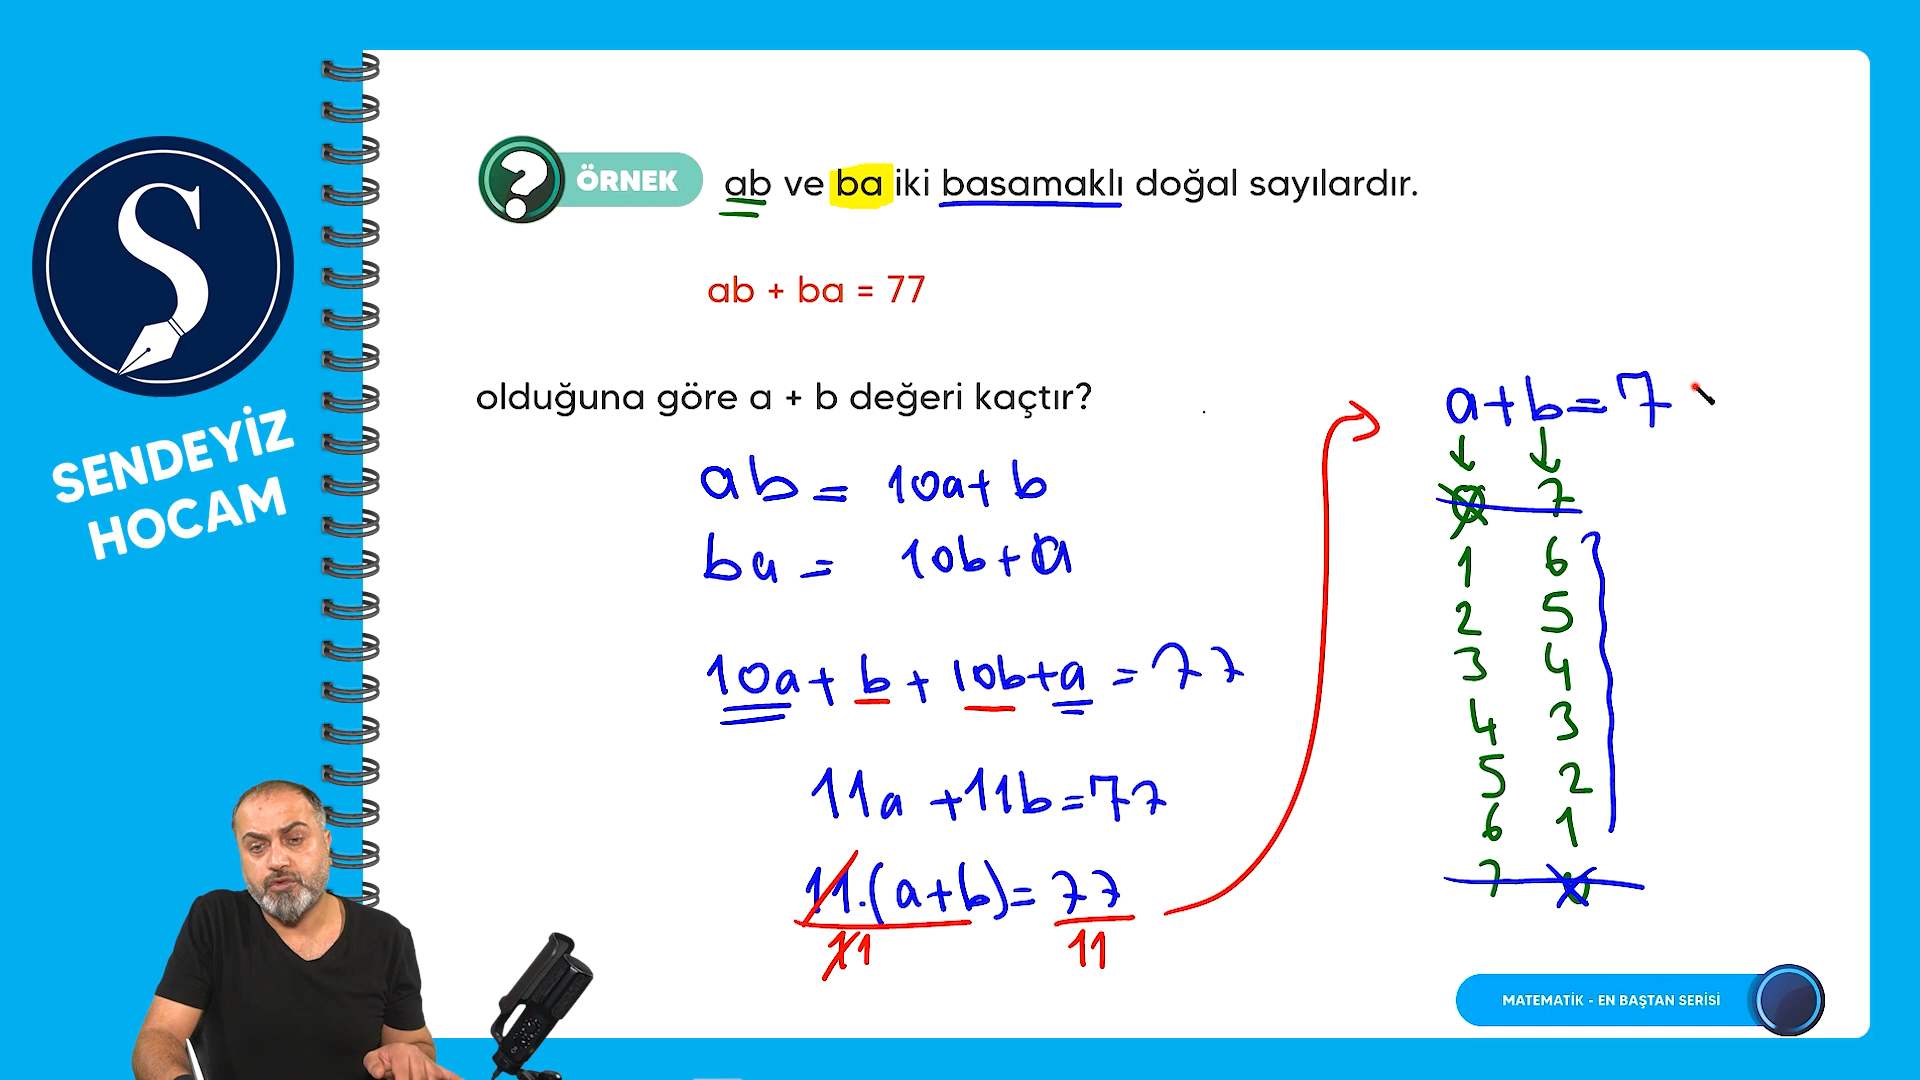 SENDEYİZ
HOCAM
ÖRNEK
ab ve ba iki basamaklı doğal sayılardır.
ab + ba = 77
olduğuna göre a + b değeri kaçtır?
ab = 10a + b
ba = 10b + a
10a + b + 10b + a = 77
11a + 11b = 77
11.(a+b) = 77
11 11
a + b = 7
0 7
1 6
2 5
3 4
4 3
5 2
6 1
7 0
MATEMATİK - EN BAŞTAN SERİSİ